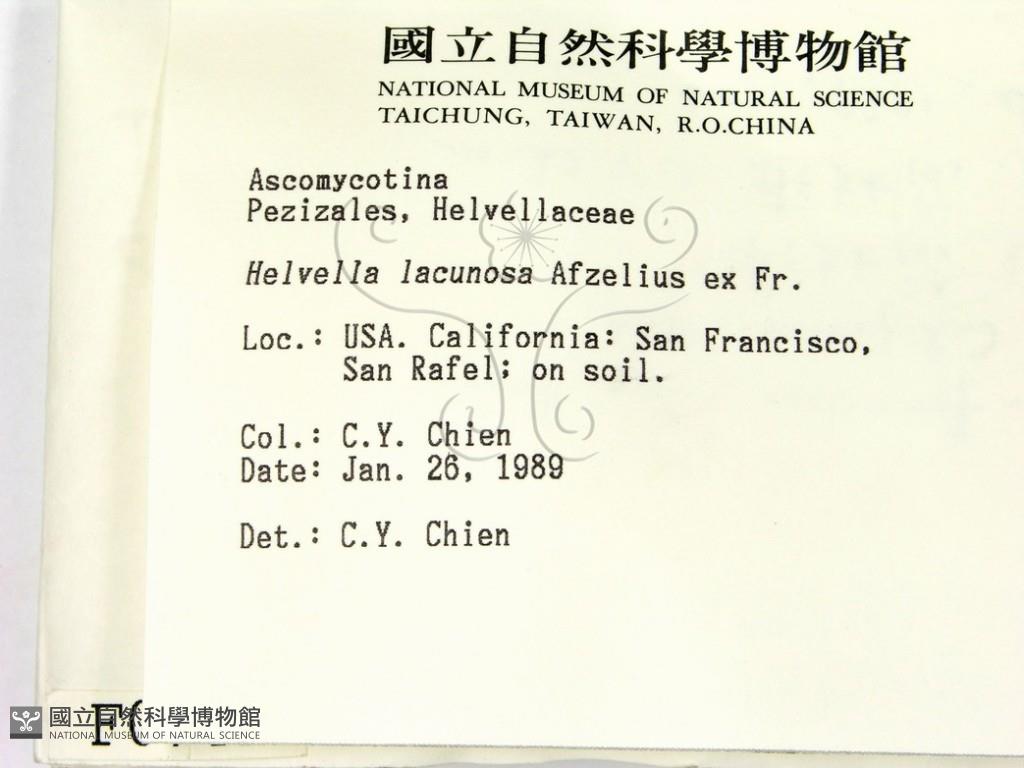 國立自然科學博物館
NATIONAL MUSEUM OF NATURAL SCIENCE
TAICHUNG, TAIWAN, R.O.CHINA
Ascomycotina
Pezizales, Helvellaceae
Helvella lacunosa Afzelius ex Fr.
Loc.: USA. California: San Francisco,
San Rafel; on soil.
Col.: C.Y. Chien
Date: Jan. 26, 1989
Det.: C.Y. Chien
國立自然科學博物館
NATIONAL MUSEUM OF NATURAL SCIENCE